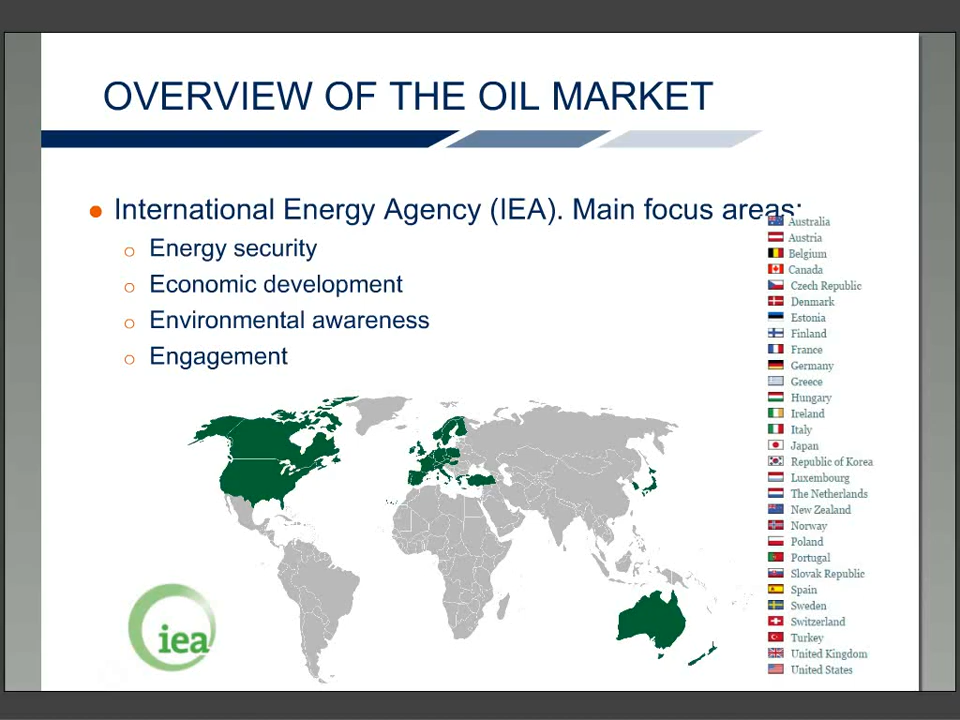 OVERVIEW OF THE OIL MARKET
International Energy Agency (IEA). Main focus areas:
Energy security
Economic development
Environmental awareness
Engagement
Australia
Austria
Belgium
Canada
Czech Republic
Denmark
Estonia
Finland
France
Germany
Greece
Hungary
Ireland
Italy
Japan
Republic of Korea
Luxembourg
The Netherlands
New Zealand
Norway
Poland
Portugal
Slovak Republic
Spain
Sweden
Switzerland
Turkey
United Kingdom
United States
iea